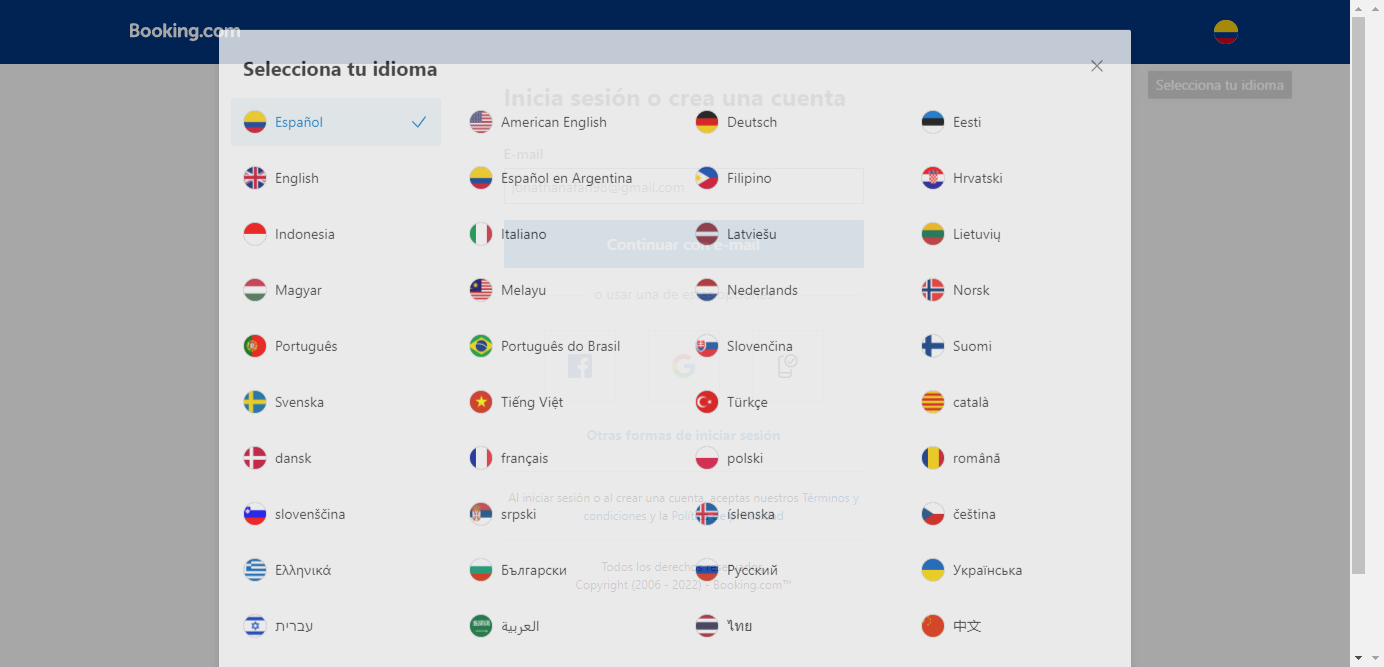 Booking.com
Selecciona tu idioma
Selecciona tu idioma
Inicia sesión o crea una cuenta
Español
American English
Deutsch
Eesti
E-mail
English
Español en Argentina
Filipino
Hrvatski
Indonesia
Italiano
Latviešu
Lietuvių
Continuar con e-mail
Magyar
Melayu
Nederlands
Norsk
o usar una de estas opciones
Português
Português do Brasil
Slovenčina
Suomi
Svenska
Tiếng Việt
Türkçe
català
Otras formas de iniciar sesión
dansk
français
polski
română
Al iniciar sesión o al crear una cuenta, aceptas nuestros Términos y
condiciones y la Política de privacidad
slovenščina
srpski
íslenska
čeština
Ελληνικά
Български
Русский
Українська
Todos los derechos reservados.
Copyright (2006 - 2022) - Booking.com™
עברית
العربية
ไทย
中文